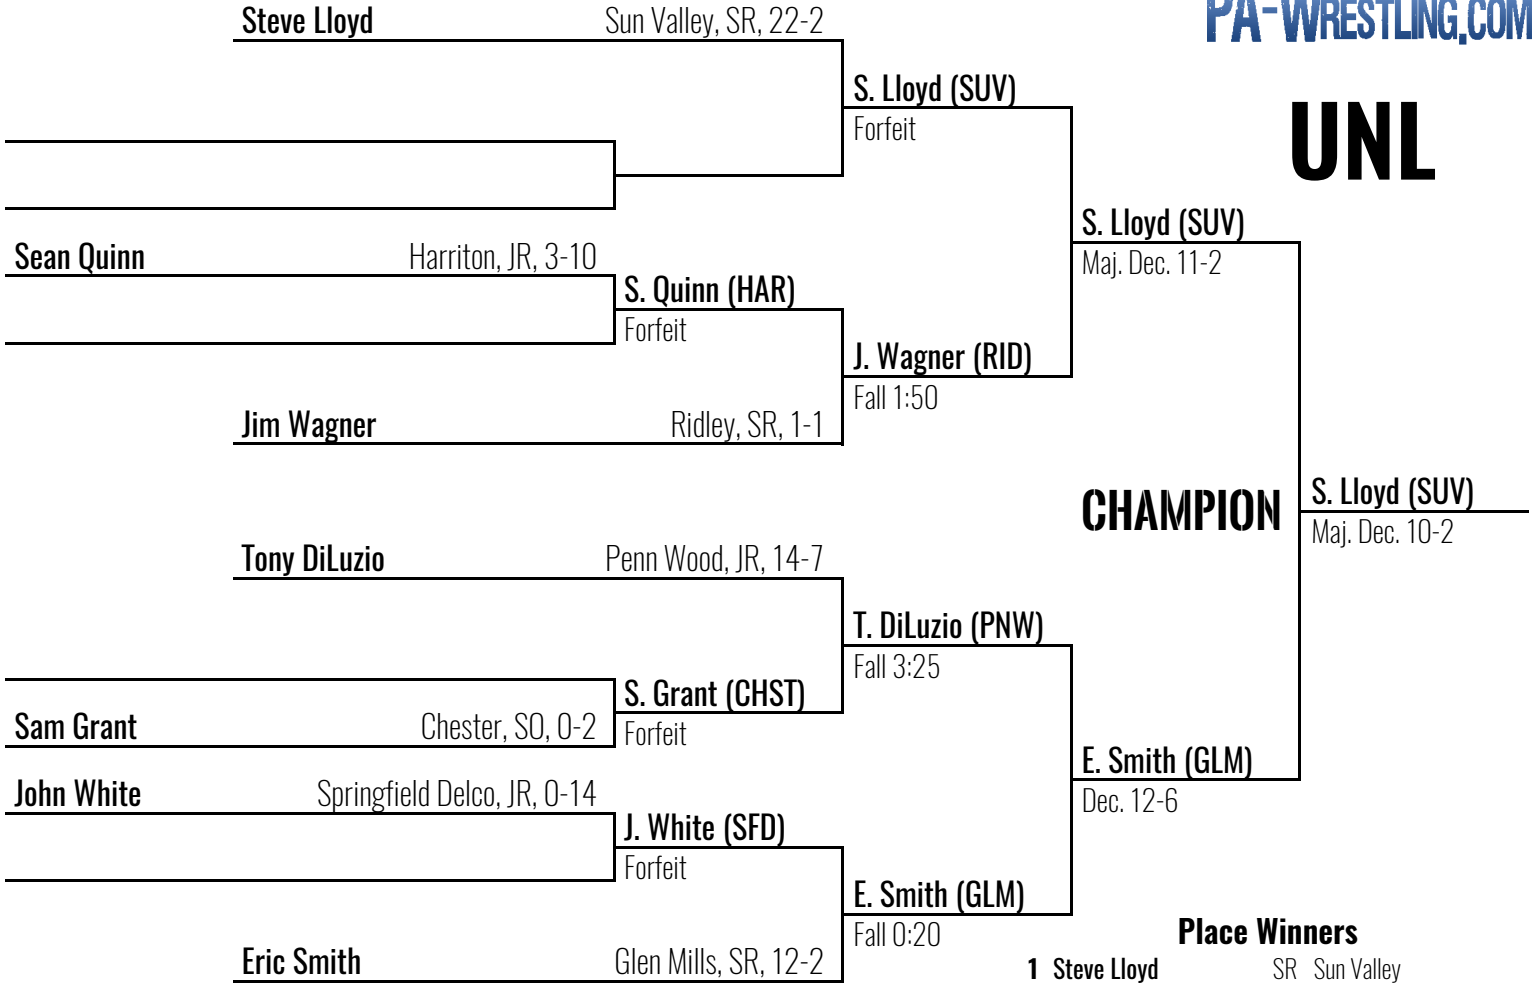 PA-WRESTLING.COM
UNL
Steve Lloyd Sun Valley, SR, 22-2
S. Lloyd (SUV)
Forfeit
S. Lloyd (SUV)
Maj. Dec. 11-2
Sean Quinn Harriton, JR, 3-10
S. Quinn (HAR)
Forfeit
J. Wagner (RID)
Fall 1:50
Jim Wagner Ridley, SR, 1-1
CHAMPION
S. Lloyd (SUV)
Maj. Dec. 10-2
Tony DiLuzio Penn Wood, JR, 14-7
T. DiLuzio (PNW)
Fall 3:25
S. Grant (CHST)
Forfeit
Sam Grant Chester, SO, 0-2
E. Smith (GLM)
Dec. 12-6
John White Springfield Delco, JR, 0-14
J. White (SFD)
Forfeit
E. Smith (GLM)
Fall 0:20
Eric Smith Glen Mills, SR, 12-2
Place Winners
1 Steve Lloyd SR Sun Valley